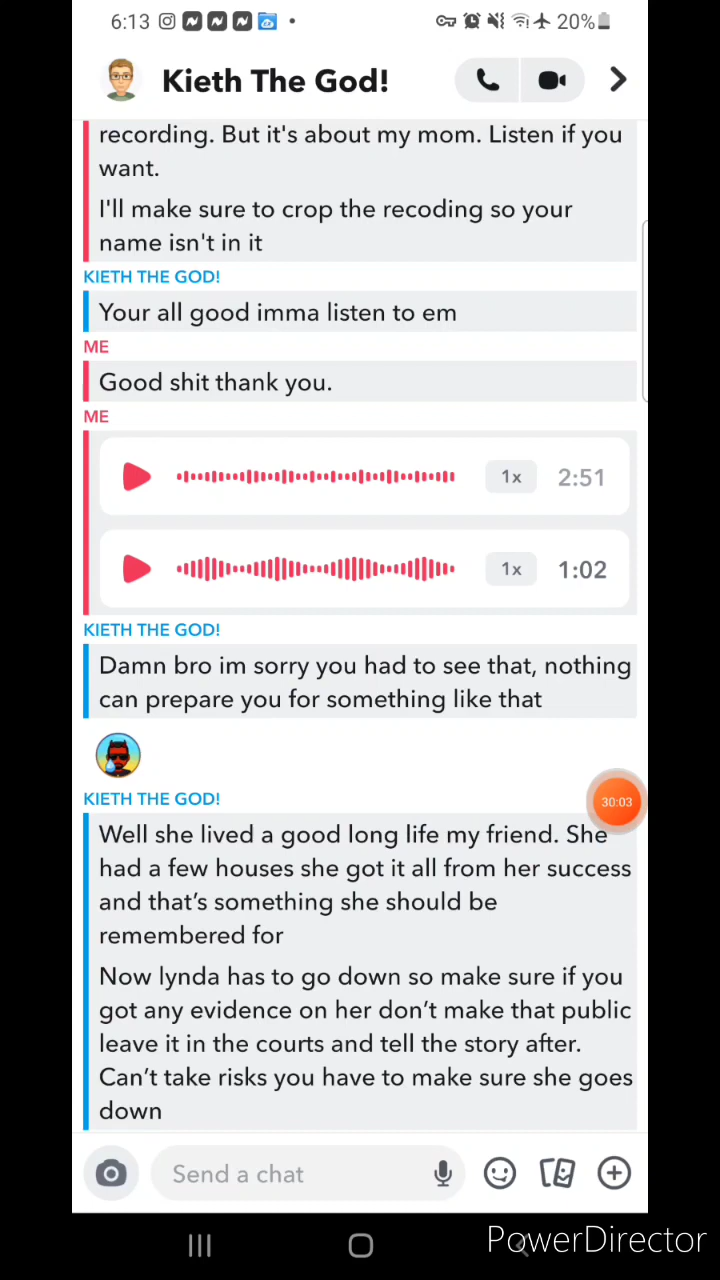 6:13
20%
Kieth The God!
recording. But it's about my mom. Listen if you
want.
I'll make sure to crop the recoding so your
name isn't in it
KIETH THE GOD!
Your all good imma listen to em
ME
Good shit thank you.
ME
1x 2:51
1x 1:02
KIETH THE GOD!
Damn bro im sorry you had to see that, nothing
can prepare you for something like that
KIETH THE GOD!
30:03
Well she lived a good long life my friend. She
had a few houses she got it all from her success
and that’s something she should be
remembered for
Now lynda has to go down so make sure if you
got any evidence on her don’t make that public
leave it in the courts and tell the story after.
Can’t take risks you have to make sure she goes
down
Send a chat
PowerDirector